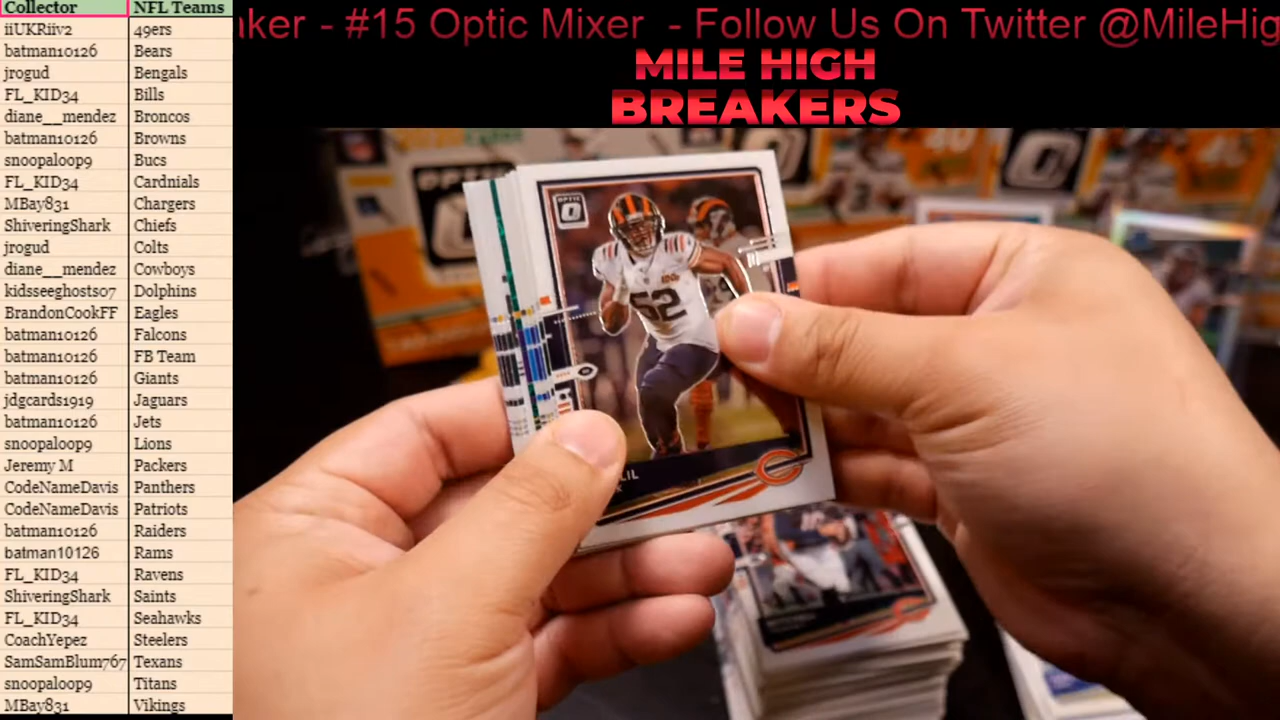 Collector NFL Teams
iiUKRiiv2 49ers
batman10126 Bears
jrogud Bengals
FL_KID34 Bills
diane__mendez Broncos
batman10126 Browns
snoopaloop9 Bucs
FL_KID34 Cardnials
MBay831 Chargers
ShiveringShark Chiefs
jrogud Colts
diane__mendez Cowboys
kidsseeghosts07 Dolphins
BrandonCookFF Eagles
batman10126 Falcons
batman10126 FB Team
batman10126 Giants
jdgcards1919 Jaguars
batman10126 Jets
snoopaloop9 Lions
Jeremy M Packers
CodeNameDavis Panthers
CodeNameDavis Patriots
batman10126 Raiders
batman10126 Rams
FL_KID34 Ravens
ShiveringShark Saints
FL_KID34 Seahawks
CoachYepez Steelers
SamSamBlum767 Texans
snoopaloop9 Titans
MBay831 Vikings
aker - #15 Optic Mixer - Follow Us On Twitter @MileHig
MILE HIGH
BREAKERS
OPTIC
52